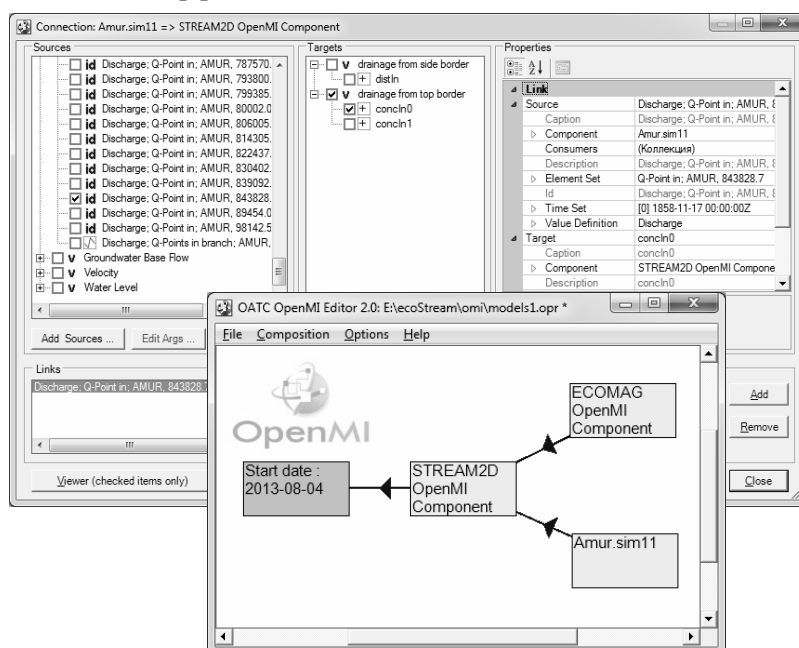 Connection: Amur.sim11 => STREAM2D OpenMI Component
Sources
id Discharge; Q-Point in; AMUR, 787570.
id Discharge; Q-Point in; AMUR, 793800.
id Discharge; Q-Point in; AMUR, 799385.
id Discharge; Q-Point in; AMUR, 80002.0
id Discharge; Q-Point in; AMUR, 806005.
id Discharge; Q-Point in; AMUR, 814305.
id Discharge; Q-Point in; AMUR, 822437.
id Discharge; Q-Point in; AMUR, 830402.
id Discharge; Q-Point in; AMUR, 839092.
id Discharge; Q-Point in; AMUR, 843828.
id Discharge; Q-Point in; AMUR, 89454.0
id Discharge; Q-Point in; AMUR, 98142.5
Discharge; Q-Points in branch; AMUR,
v Groundwater Base Flow
v Velocity
v Water Level
Add Sources ...
Edit Args ...
Targets
v drainage from side border
distIn
v drainage from top border
concIn0
concIn1
Properties
Link
Source Discharge; Q-Point in; AMUR, 8
Caption Discharge; Q-Point in; AMUR, 8
Component Amur.sim11
Consumers (Коллекция)
Description Discharge; Q-Point in; AMUR, 8
Element Set Q-Point in; AMUR, 843828.7
Id Discharge; Q-Point in; AMUR, 8
Time Set [0] 1858-11-17 00:00:00Z
Value Definition Discharge
Target concIn0
Caption concIn0
Component STREAM2D OpenMI Compone
Description concIn0
Links
Discharge; Q-Point in; AMUR, 843828.7
Viewer (checked items only)
Add
Remove
Close
OATC OpenMI Editor 2.0: E:\ecoStream\omi\models1.opr *
File Composition Options Help
OpenMI
Start date :
2013-08-04
STREAM2D
OpenMI
Component
ECOMAG
OpenMI
Component
Amur.sim11